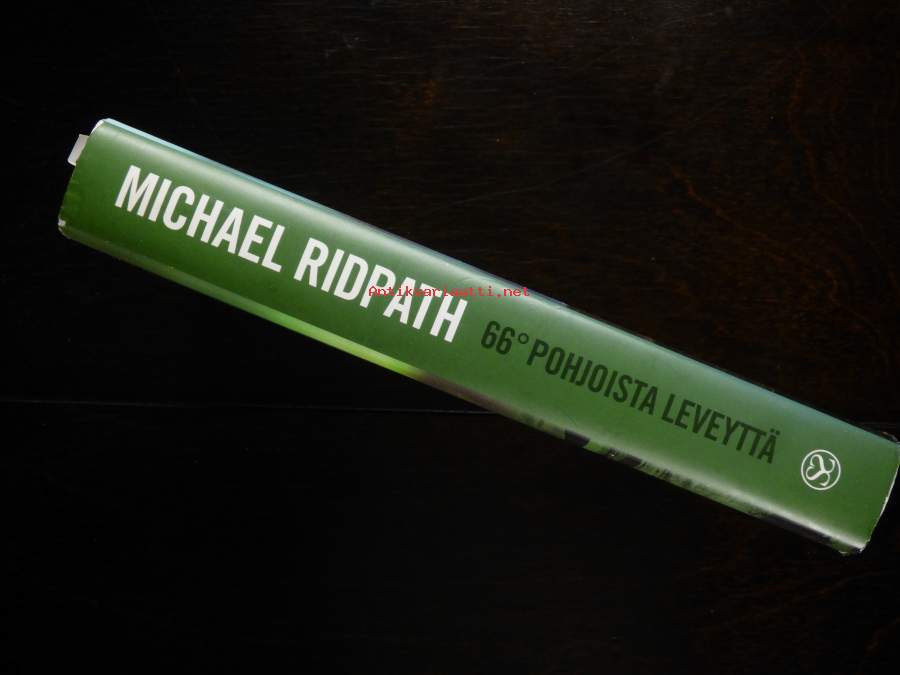 MICHAEL RIDPATH 66° POHJOISTA LEVEYTTÄ
Antikvariaatti.net